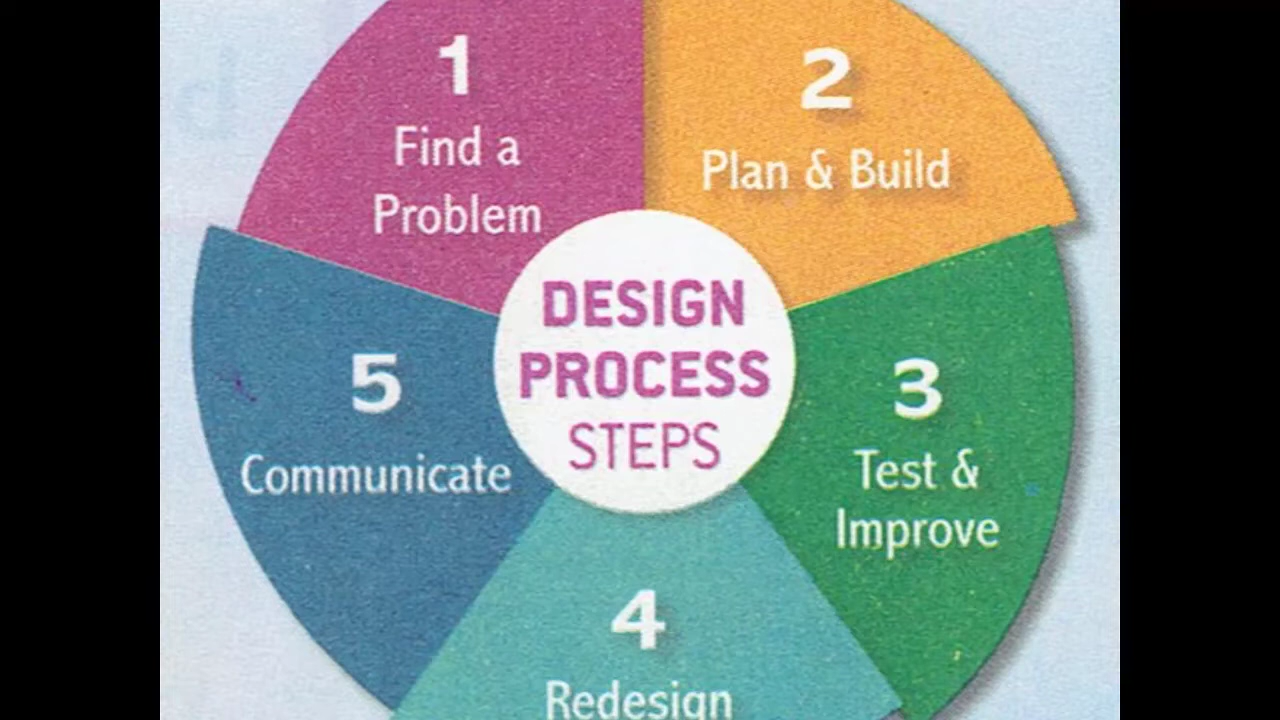 DESIGN
PROCESS
STEPS
1
Find a
Problem
2
Plan & Build
3
Test &
Improve
4
Redesign
5
Communicate